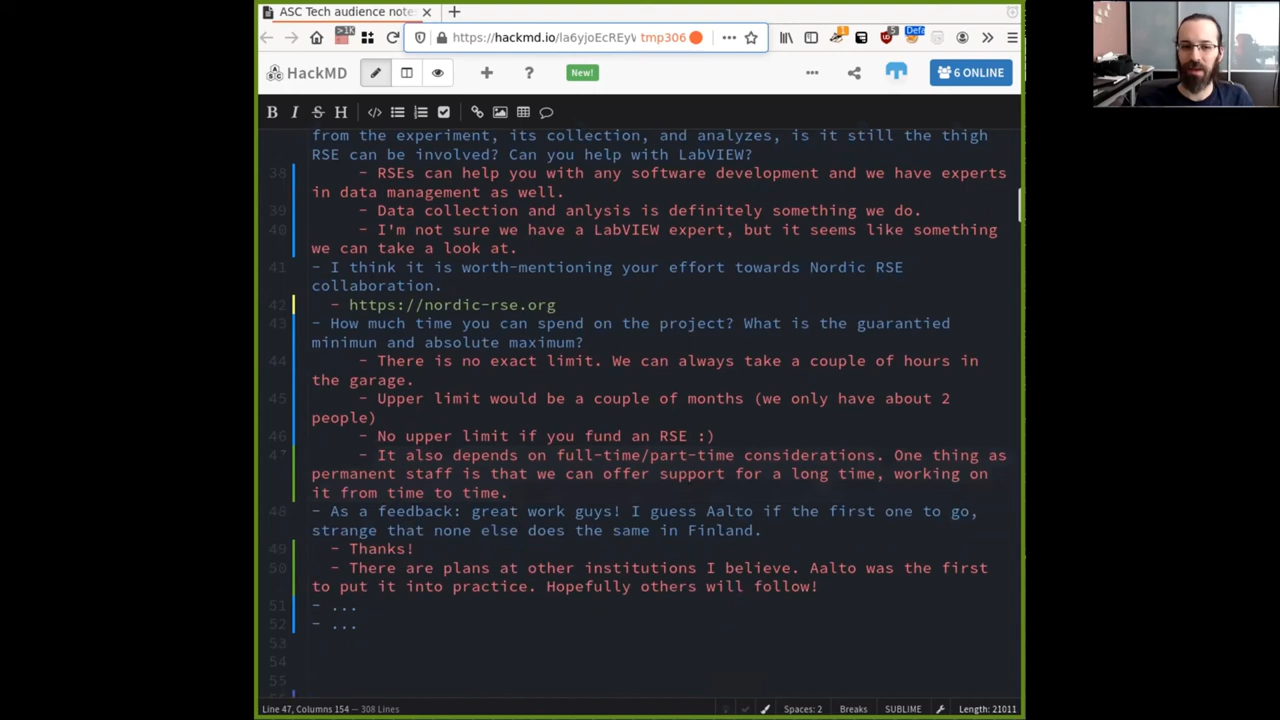 ASC Tech audience note
>1K
https://hackmd.io/la6yjoEcREyV tmp306
5
1
Defa
HackMD
New!
6 ONLINE
B I S H
from the experiment, its collection, and analyzes, is it still the thigh
RSE can be involved? Can you help with LabVIEW?
38 - RSEs can help you with any software development and we have experts
in data management as well.
39 - Data collection and anlysis is definitely something we do.
40 - I'm not sure we have a LabVIEW expert, but it seems like something
we can take a look at.
41 - I think it is worth-mentioning your effort towards Nordic RSE
collaboration.
42 - https://nordic-rse.org
43 - How much time you can spend on the project? What is the guarantied
minimun and absolute maximum?
44 - There is no exact limit. We can always take a couple of hours in
the garage.
45 - Upper limit would be a couple of months (we only have about 2
people)
46 - No upper limit if you fund an RSE :)
47 - It also depends on full-time/part-time considerations. One thing as
permanent staff is that we can offer support for a long time, working on
it from time to time.
48 - As a feedback: great work guys! I guess Aalto if the first one to go,
strange that none else does the same in Finland.
49 - Thanks!
50 - There are plans at other institutions I believe. Aalto was the first
to put it into practice. Hopefully others will follow!
51 - ...
52 - ...
53
54
55
Line 47, Columns 154 — 308 Lines
Spaces: 2 Breaks SUBLIME Length: 21011